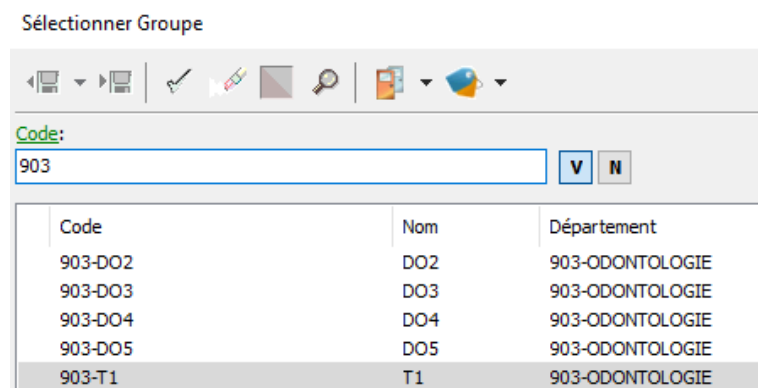 Sélectionner Groupe
Code:
903
V N
Code Nom Département
903-DO2 DO2 903-ODONTOLOGIE
903-DO3 DO3 903-ODONTOLOGIE
903-DO4 DO4 903-ODONTOLOGIE
903-DO5 DO5 903-ODONTOLOGIE
903-T1 T1 903-ODONTOLOGIE